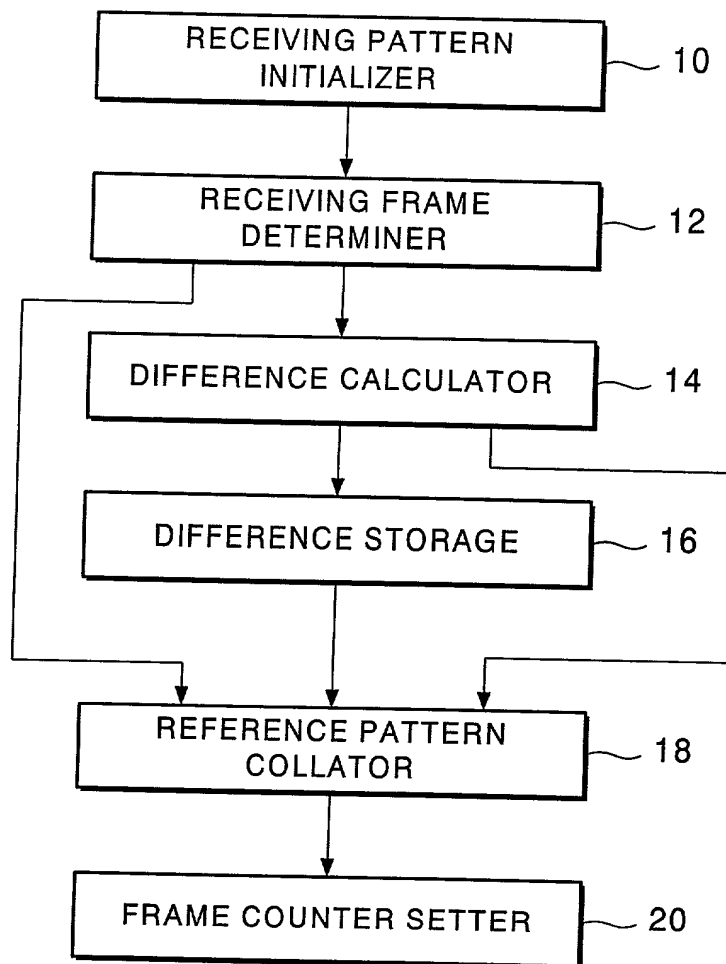 RECEIVING PATTERN
INITIALIZER
10
RECEIVING FRAME
DETERMINER
12
DIFFERENCE CALCULATOR
14
DIFFERENCE STORAGE
16
REFERENCE PATTERN
COLLATOR
18
FRAME COUNTER SETTER
20